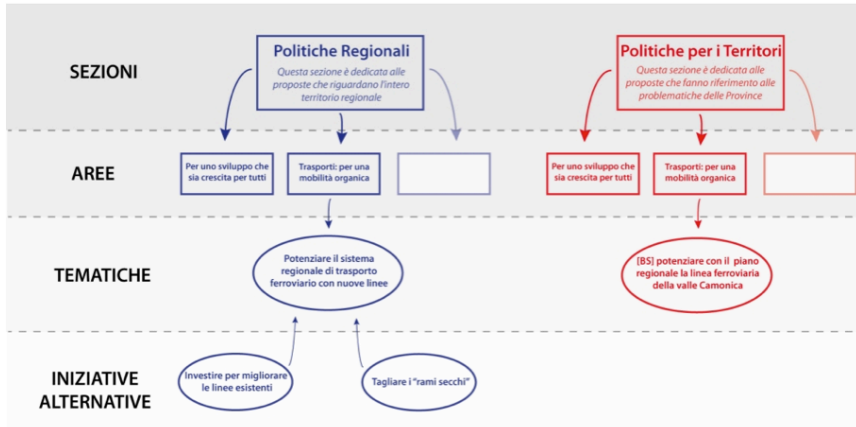 SEZIONI
Politiche Regionali
Questa sezione è dedicata alle
proposte che riguardano l'intero
territorio regionale
Politiche per i Territori
Questa sezione è dedicata alle
proposte che fanno riferimento alle
problematiche delle Province
AREE
Per uno sviluppo che
sia crescita per tutti
Trasporti: per una
mobilità organica
Per uno sviluppo che
sia crescita per tutti
Trasporti: per una
mobilità organica
TEMATICHE
Potenziare il sistema
regionale di trasporto
ferroviario con nuove linee
[BS] potenziare con il piano
regionale la linea ferroviaria
della valle Camonica
INIZIATIVE
ALTERNATIVE
Investire per migliorare
le linee esistenti
Tagliare i "rami secchi"